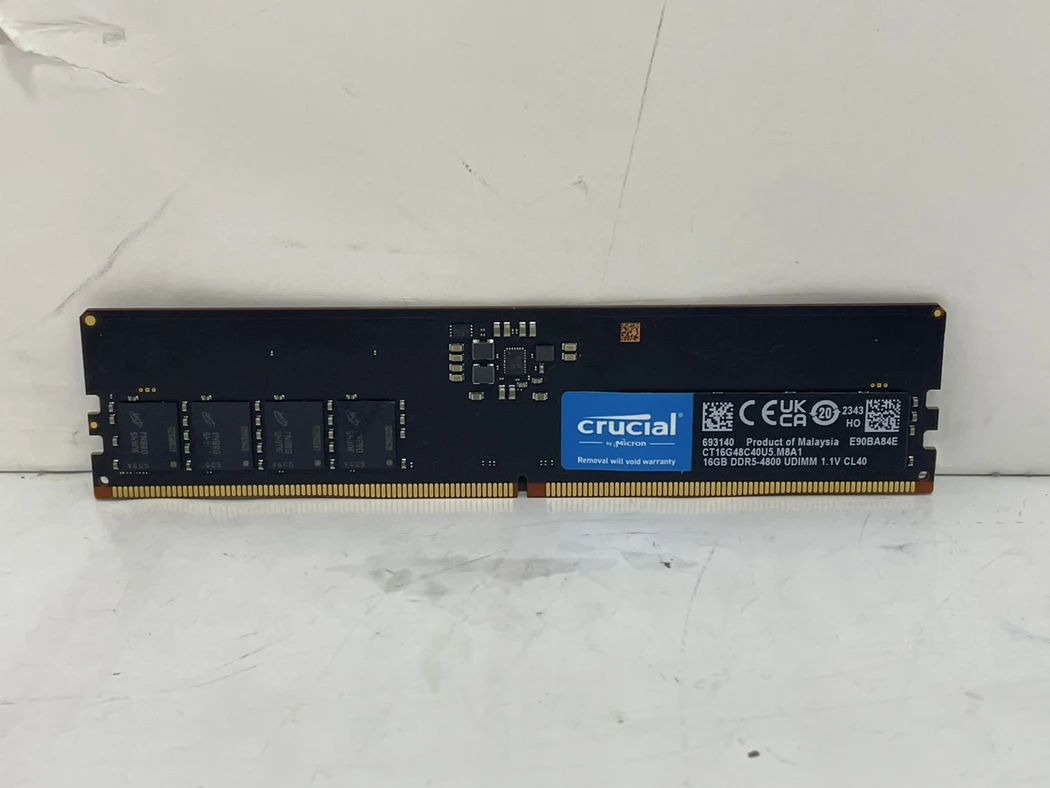 crucial
by Micron
Removal will void warranty
CE UK CA 20 2343
HO
693140 Product of Malaysia E90BA84E
CT16G48C40U5.M8A1
16GB DDR5-4800 UDIMM 1.1V CL40